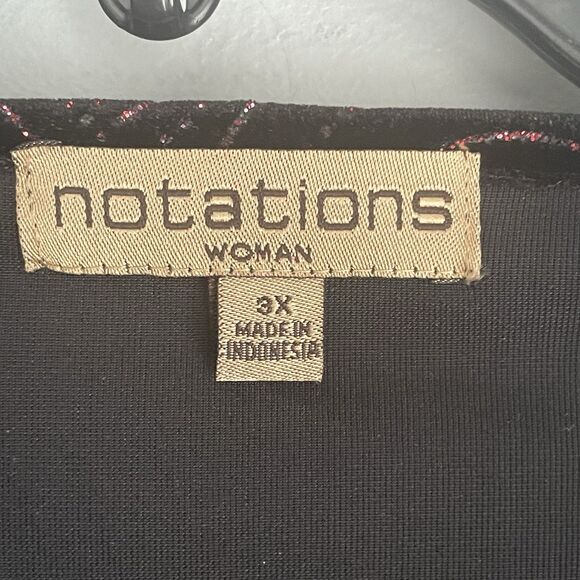 notations
WOMAN
3X
MADE IN
INDONESIA